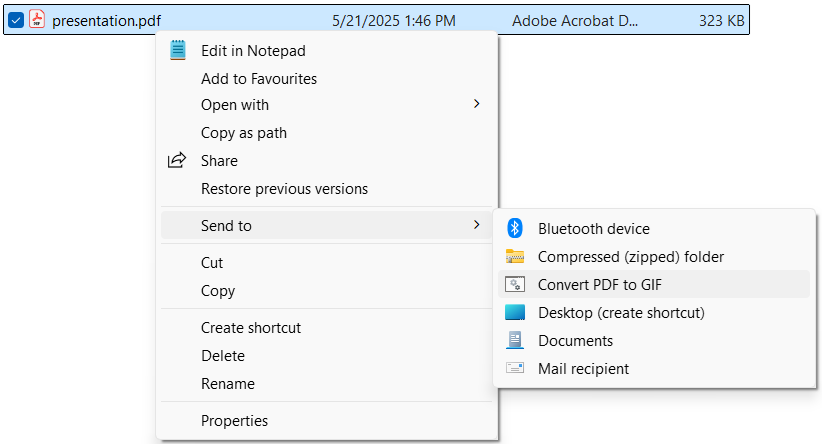 presentation.pdf 5/21/2025 1:46 PM Adobe Acrobat D... 323 KB
Edit in Notepad
Add to Favourites
Open with
Copy as path
Share
Restore previous versions
Send to
Cut
Copy
Create shortcut
Delete
Rename
Properties
Bluetooth device
Compressed (zipped) folder
Convert PDF to GIF
Desktop (create shortcut)
Documents
Mail recipient